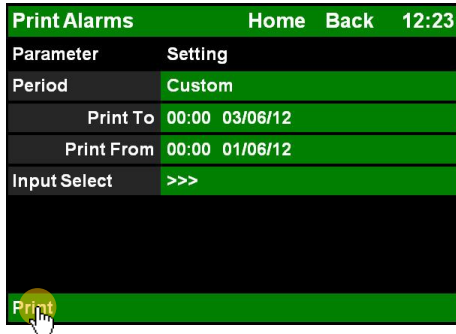 Print Alarms Home Back 12:23
Parameter Setting
Period Custom
Print To 00:00 03/06/12
Print From 00:00 01/06/12
Input Select >>>
Print